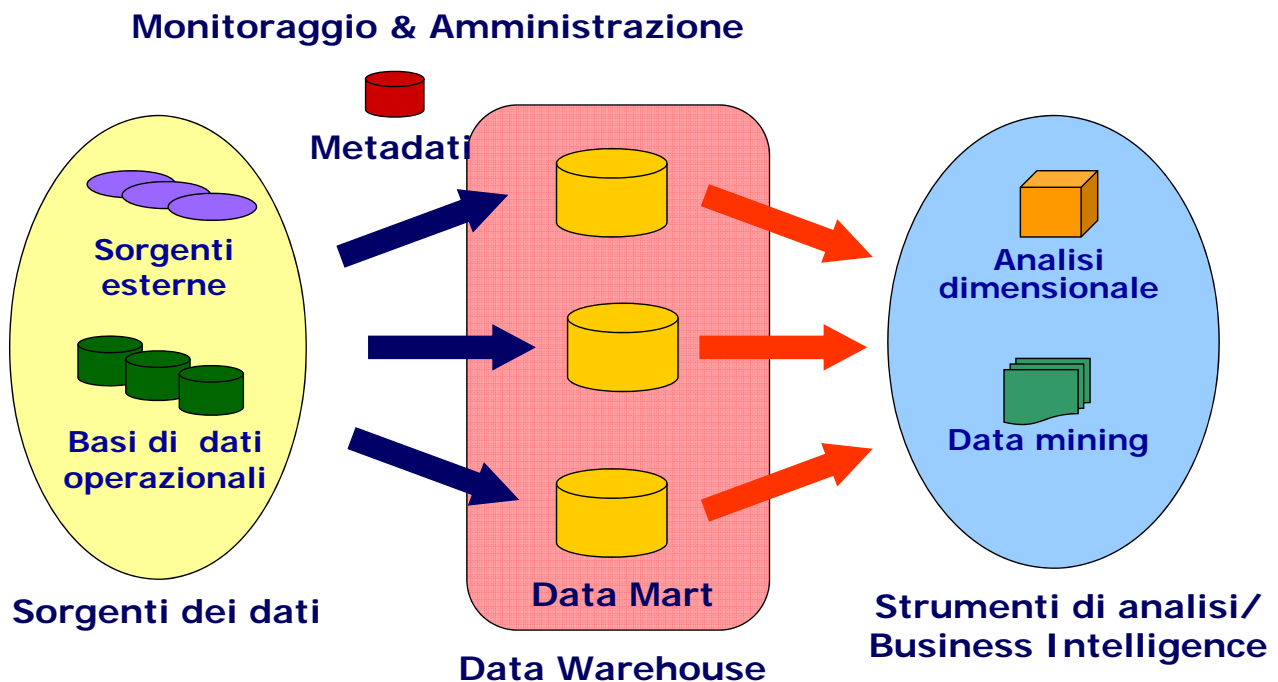 Monitoraggio & Amministrazione
Metadati
Sorgenti
esterne
Basi di dati
operazionali
Sorgenti dei dati
Data Mart
Data Warehouse
Analisi
dimensionale
Data mining
Strumenti di analisi/
Business Intelligence